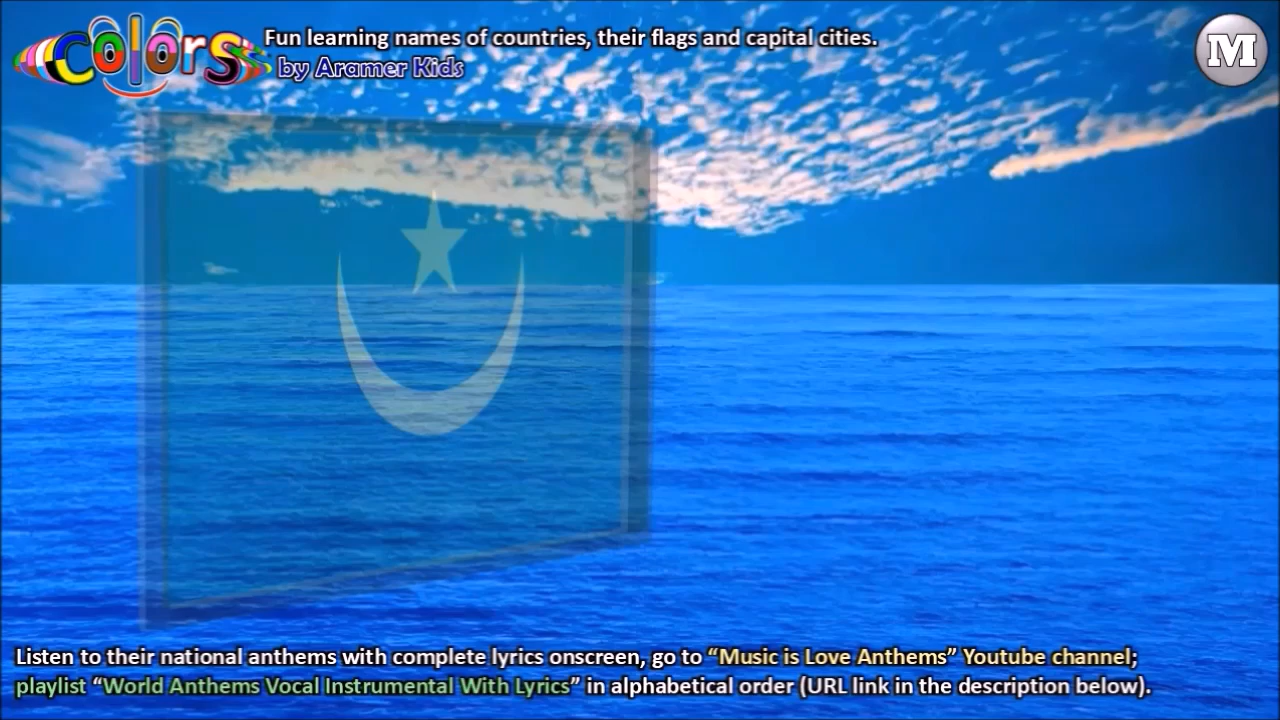 Colors
Fun learning names of countries, their flags and capital cities.
by Aramer Kids
M
Listen to their national anthems with complete lyrics onscreen, go to “Music is Love Anthems” Youtube channel;
playlist “World Anthems Vocal Instrumental With Lyrics” in alphabetical order (URL link in the description below).